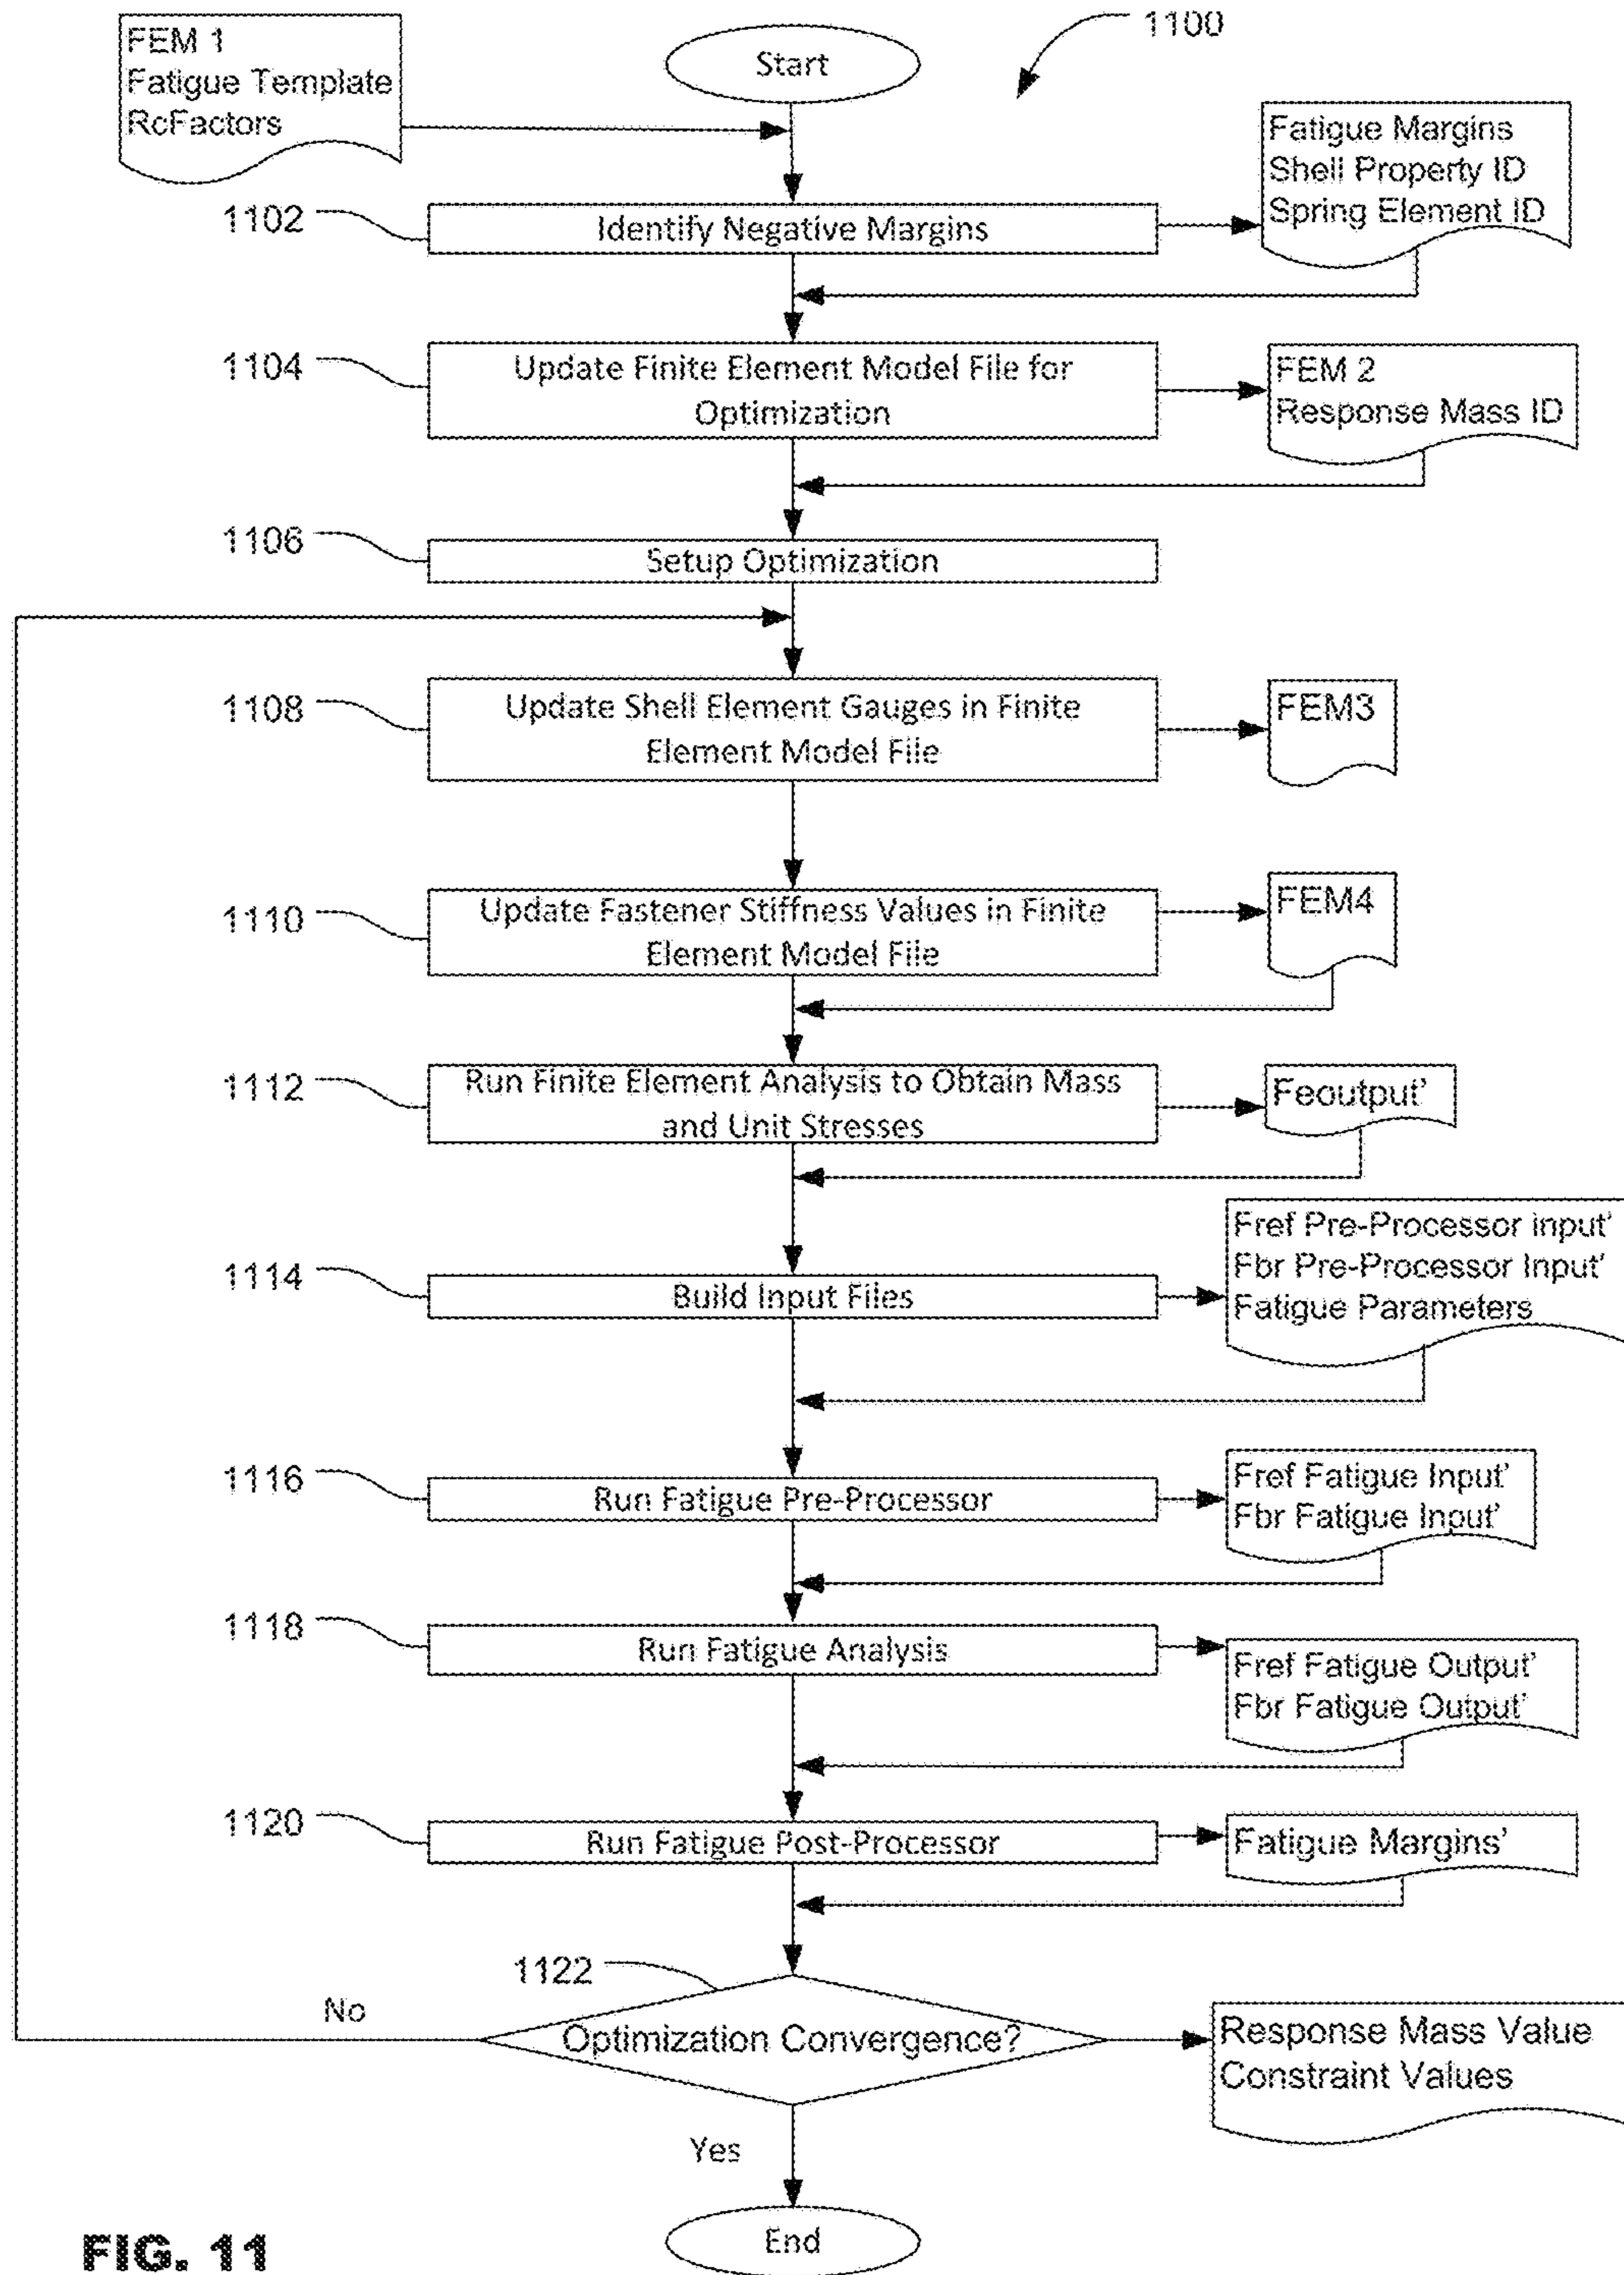 1100
FEM 1
Fatigue Template
RcFactors
Start
Fatigue Margins
Shell Property ID
Spring Element ID
1102
Identify Negative Margins
1104
Update Finite Element Model File for
Optimization
FEM 2
Response Mass ID
1106
Setup Optimization
1108
Update Shell Element Gauges in Finite
Element Model File
FEM3
1110
Update Fastener Stiffness Values in Finite
Element Model File
FEM4
1112
Run Finite Element Analysis to Obtain Mass
and Unit Stresses
Feoutput'
1114
Build Input Files
Fref Pre-Processor input'
Fbr Pre-Processor Input'
Fatigue Parameters
1116
Run Fatigue Pre-Processor
Fref Fatigue Input'
Fbr Fatigue Input'
1118
Run Fatigue Analysis
Fref Fatigue Output'
Fbr Fatigue Output'
1120
Run Fatigue Post-Processor
Fatigue Margins'
1122
No
Optimization Convergence?
Response Mass Value
Constraint Values
Yes
End
FIG. 11